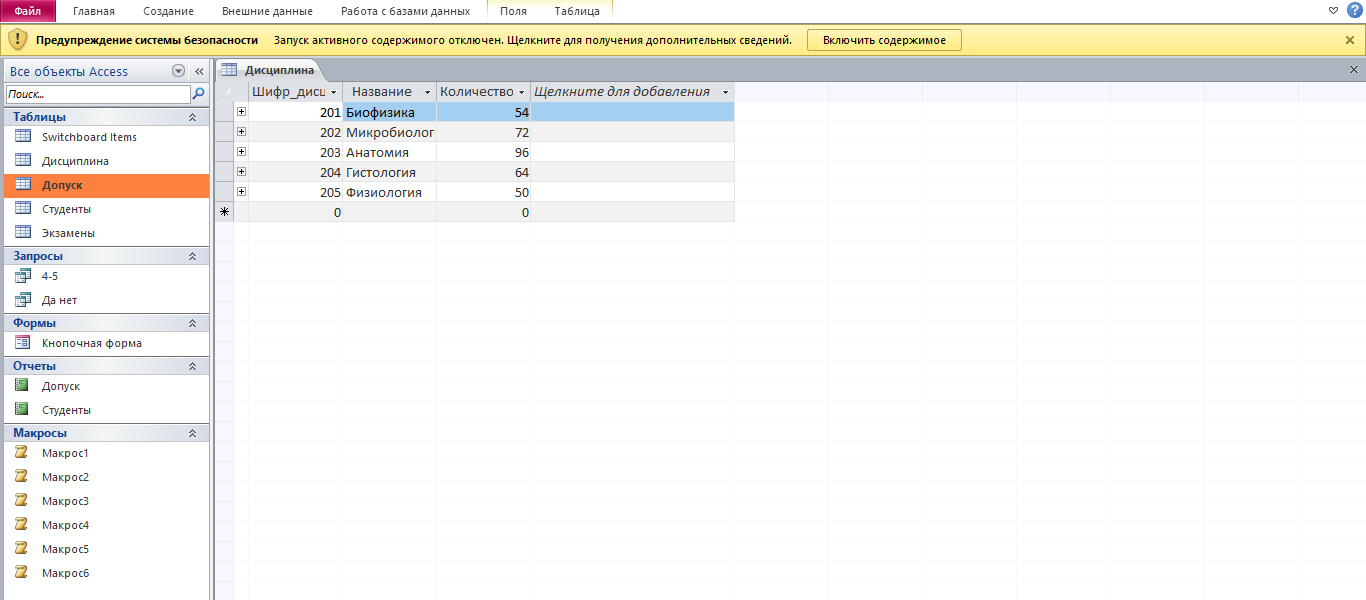 Файл Главная Создание Внешние данные Работа с базами данных Поля Таблица
Предупреждение системы безопасности Запуск активного содержимого отключен. Щелкните для получения дополнительных сведений. Включить содержимое
Все объекты Access
Поиск...
Таблицы
Switchboard Items
Дисциплина
Допуск
Студенты
Экзамены
Запросы
4-5
Да нет
Формы
Кнопочная форма
Отчеты
Допуск
Студенты
Макросы
Макрос1
Макрос2
Макрос3
Макрос4
Макрос5
Макрос6
Дисциплина
Шифр_дисц Название Количество Щелкните для добавления
201 Биофизика 54
202 Микробиолог 72
203 Анатомия 96
204 Гистология 64
205 Физиология 50
0 0